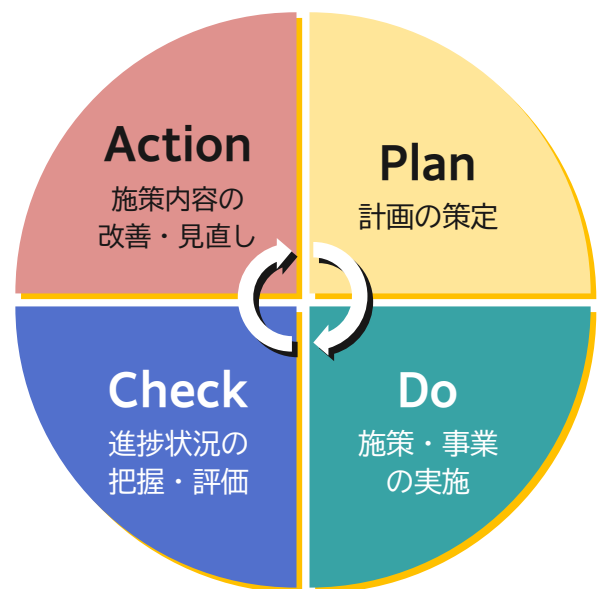 Action
施策内容の
改善・見直し
Plan
計画の策定
Check
進捗状況の
把握・評価
Do
施策・事業
の実施